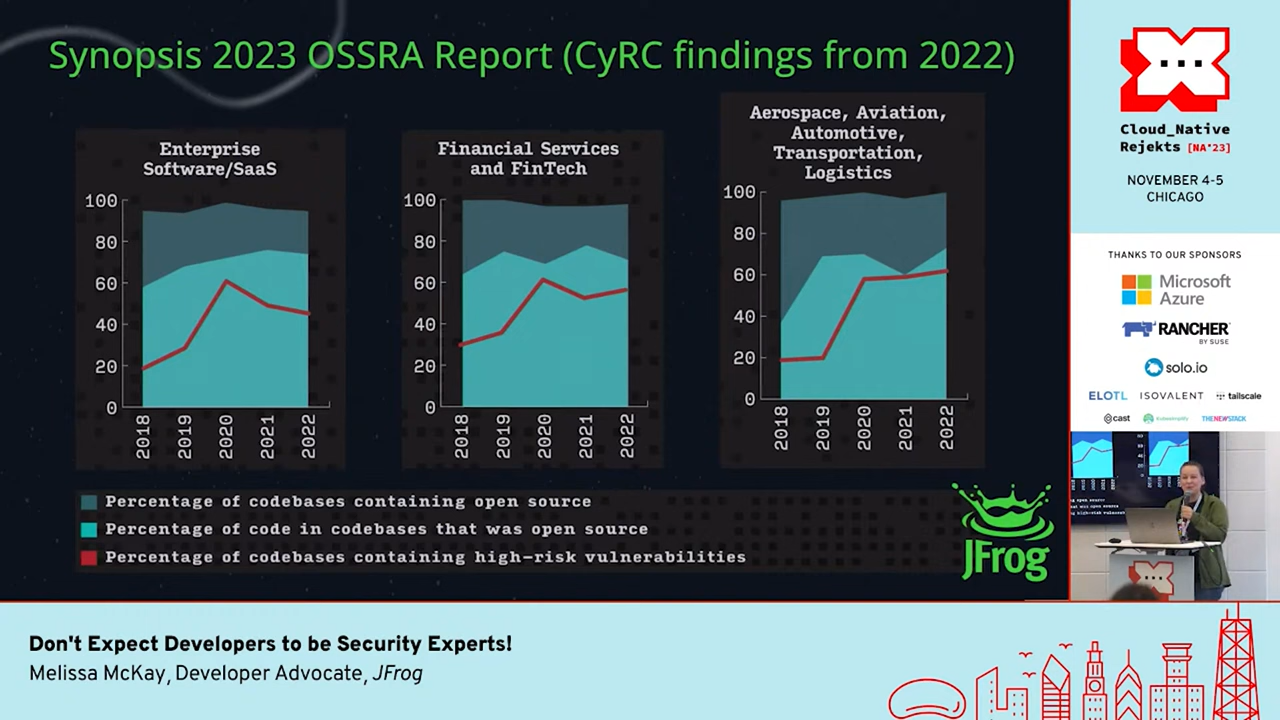 Synopsis 2023 OSSRA Report (CyRC findings from 2022)
Enterprise
Software/SaaS
100
80
60
40
20
0
2018
2019
2020
2021
2022
Financial Services
and FinTech
100
80
60
40
20
0
2018
2019
2020
2021
2022
Aerospace, Aviation,
Automotive,
Transportation,
Logistics
100
80
60
40
20
0
2018
2019
2020
2021
2022
Percentage of codebases containing open source
Percentage of code in codebases that was open source
Percentage of codebases containing high-risk vulnerabilities
JFrog
Cloud_Native
Rejekts [NA'23]
NOVEMBER 4-5
CHICAGO
THANKS TO OUR SPONSORS
Microsoft
Azure
RANCHER
BY SUSE
solo.io
ELOTL ISOVALENT tailscale
cast Kubesimplify THENEWSTACK
Don't Expect Developers to be Security Experts!
Melissa McKay, Developer Advocate, JFrog